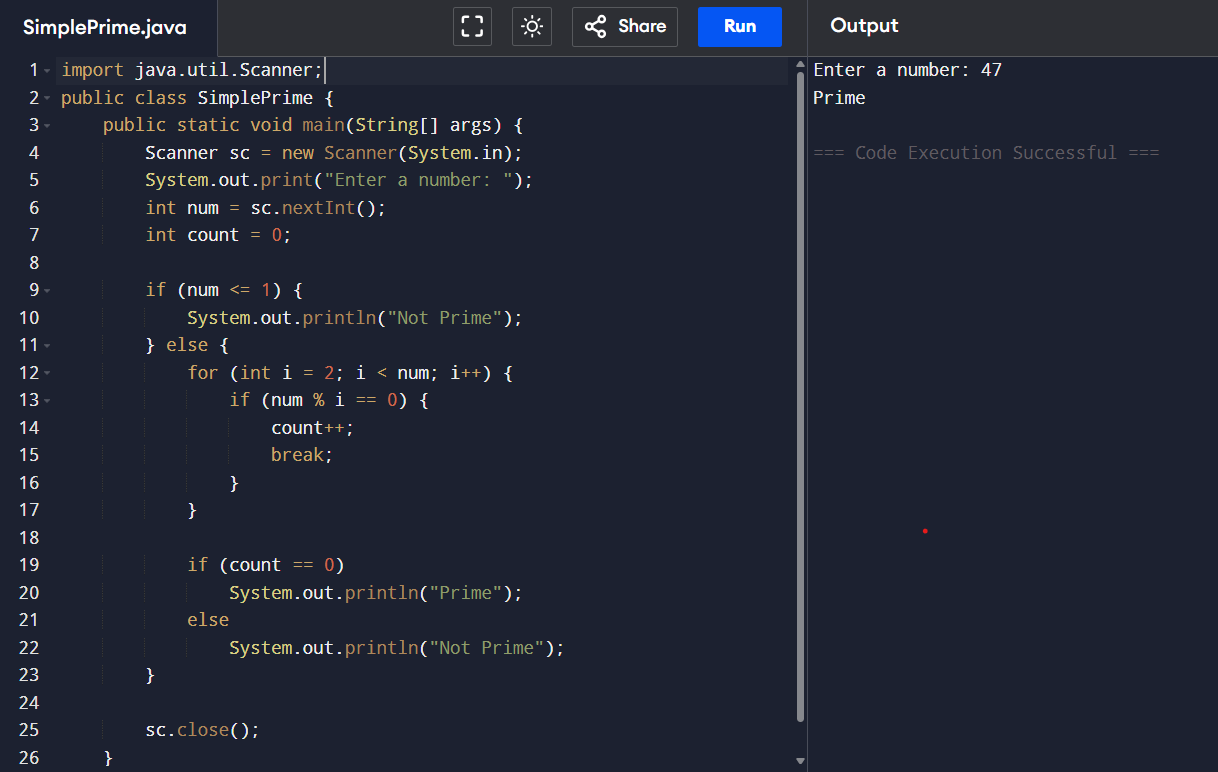 SimplePrime.java
Share
Run
Output
1 import java.util.Scanner;
2 public class SimplePrime {
3     public static void main(String[] args) {
4         Scanner sc = new Scanner(System.in);
5         System.out.print("Enter a number: ");
6         int num = sc.nextInt();
7         int count = 0;
8
9         if (num <= 1) {
10             System.out.println("Not Prime");
11         } else {
12             for (int i = 2; i < num; i++) {
13                 if (num % i == 0) {
14                     count++;
15                     break;
16                 }
17             }
18
19             if (count == 0)
20                 System.out.println("Prime");
21             else
22                 System.out.println("Not Prime");
23         }
24
25         sc.close();
26     }
Enter a number: 47
Prime
=== Code Execution Successful ===